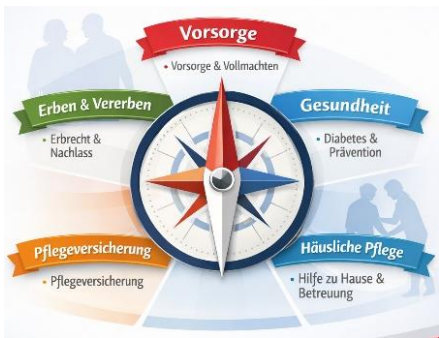 Vorsorge
• Vorsorge & Vollmachten
Erben & Vererben
• Erbrecht &
Nachlass
Gesundheit
• Diabetes &
Prävention
Pflegeversicherung
• Pflegeversicherung
Häusliche Pflege
• Hilfe zu Hause &
Betreuung